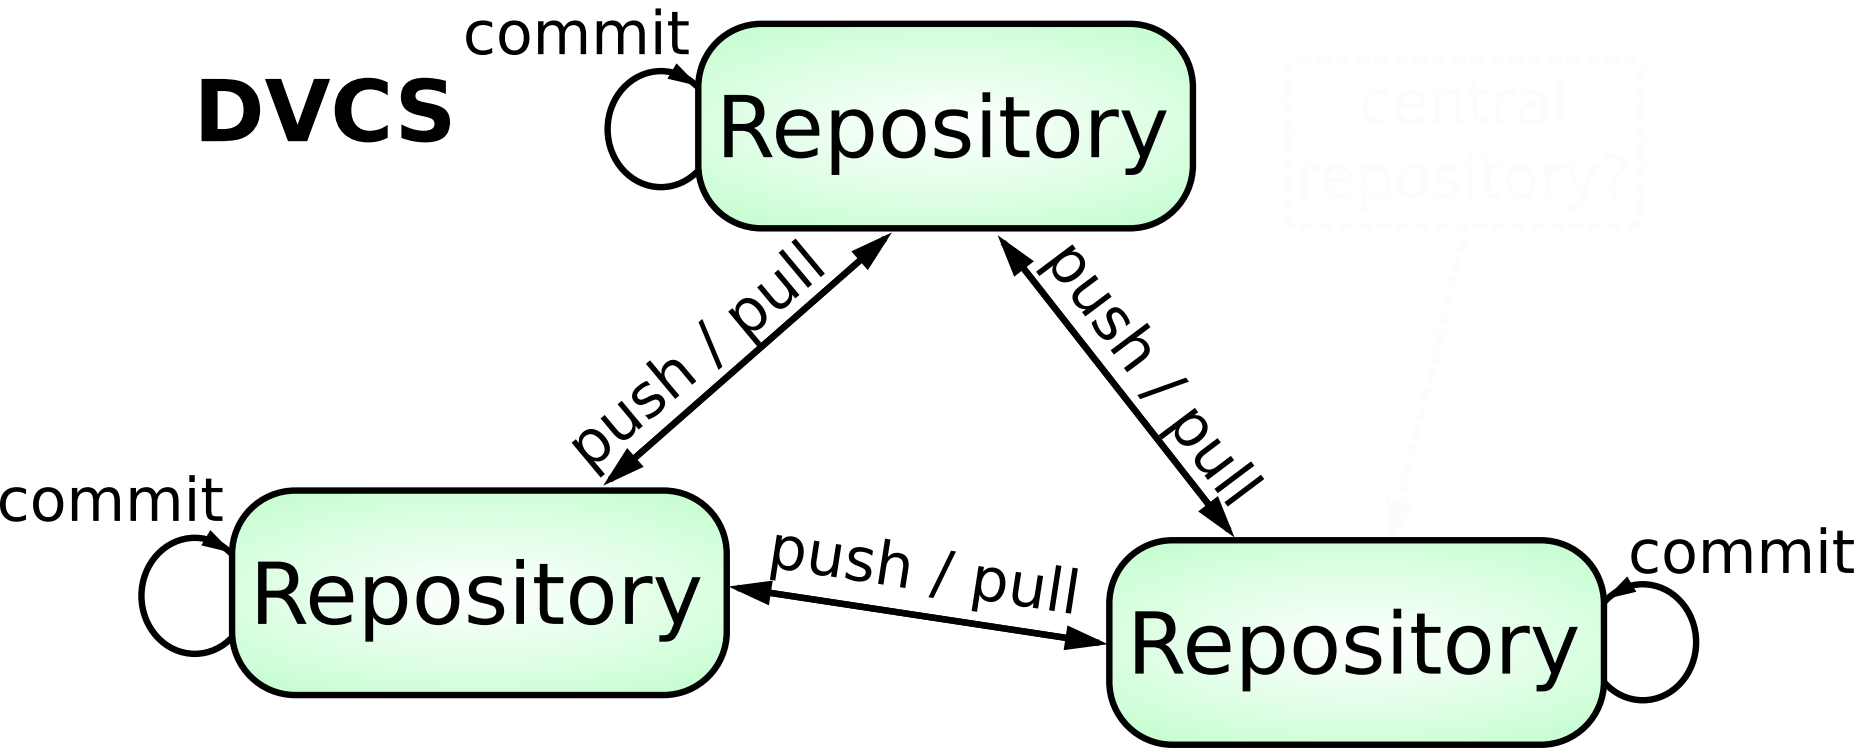 commit
DVCS
Repository
central
repository?
push / pull
push / pull
commit
Repository
push / pull
commit
Repository